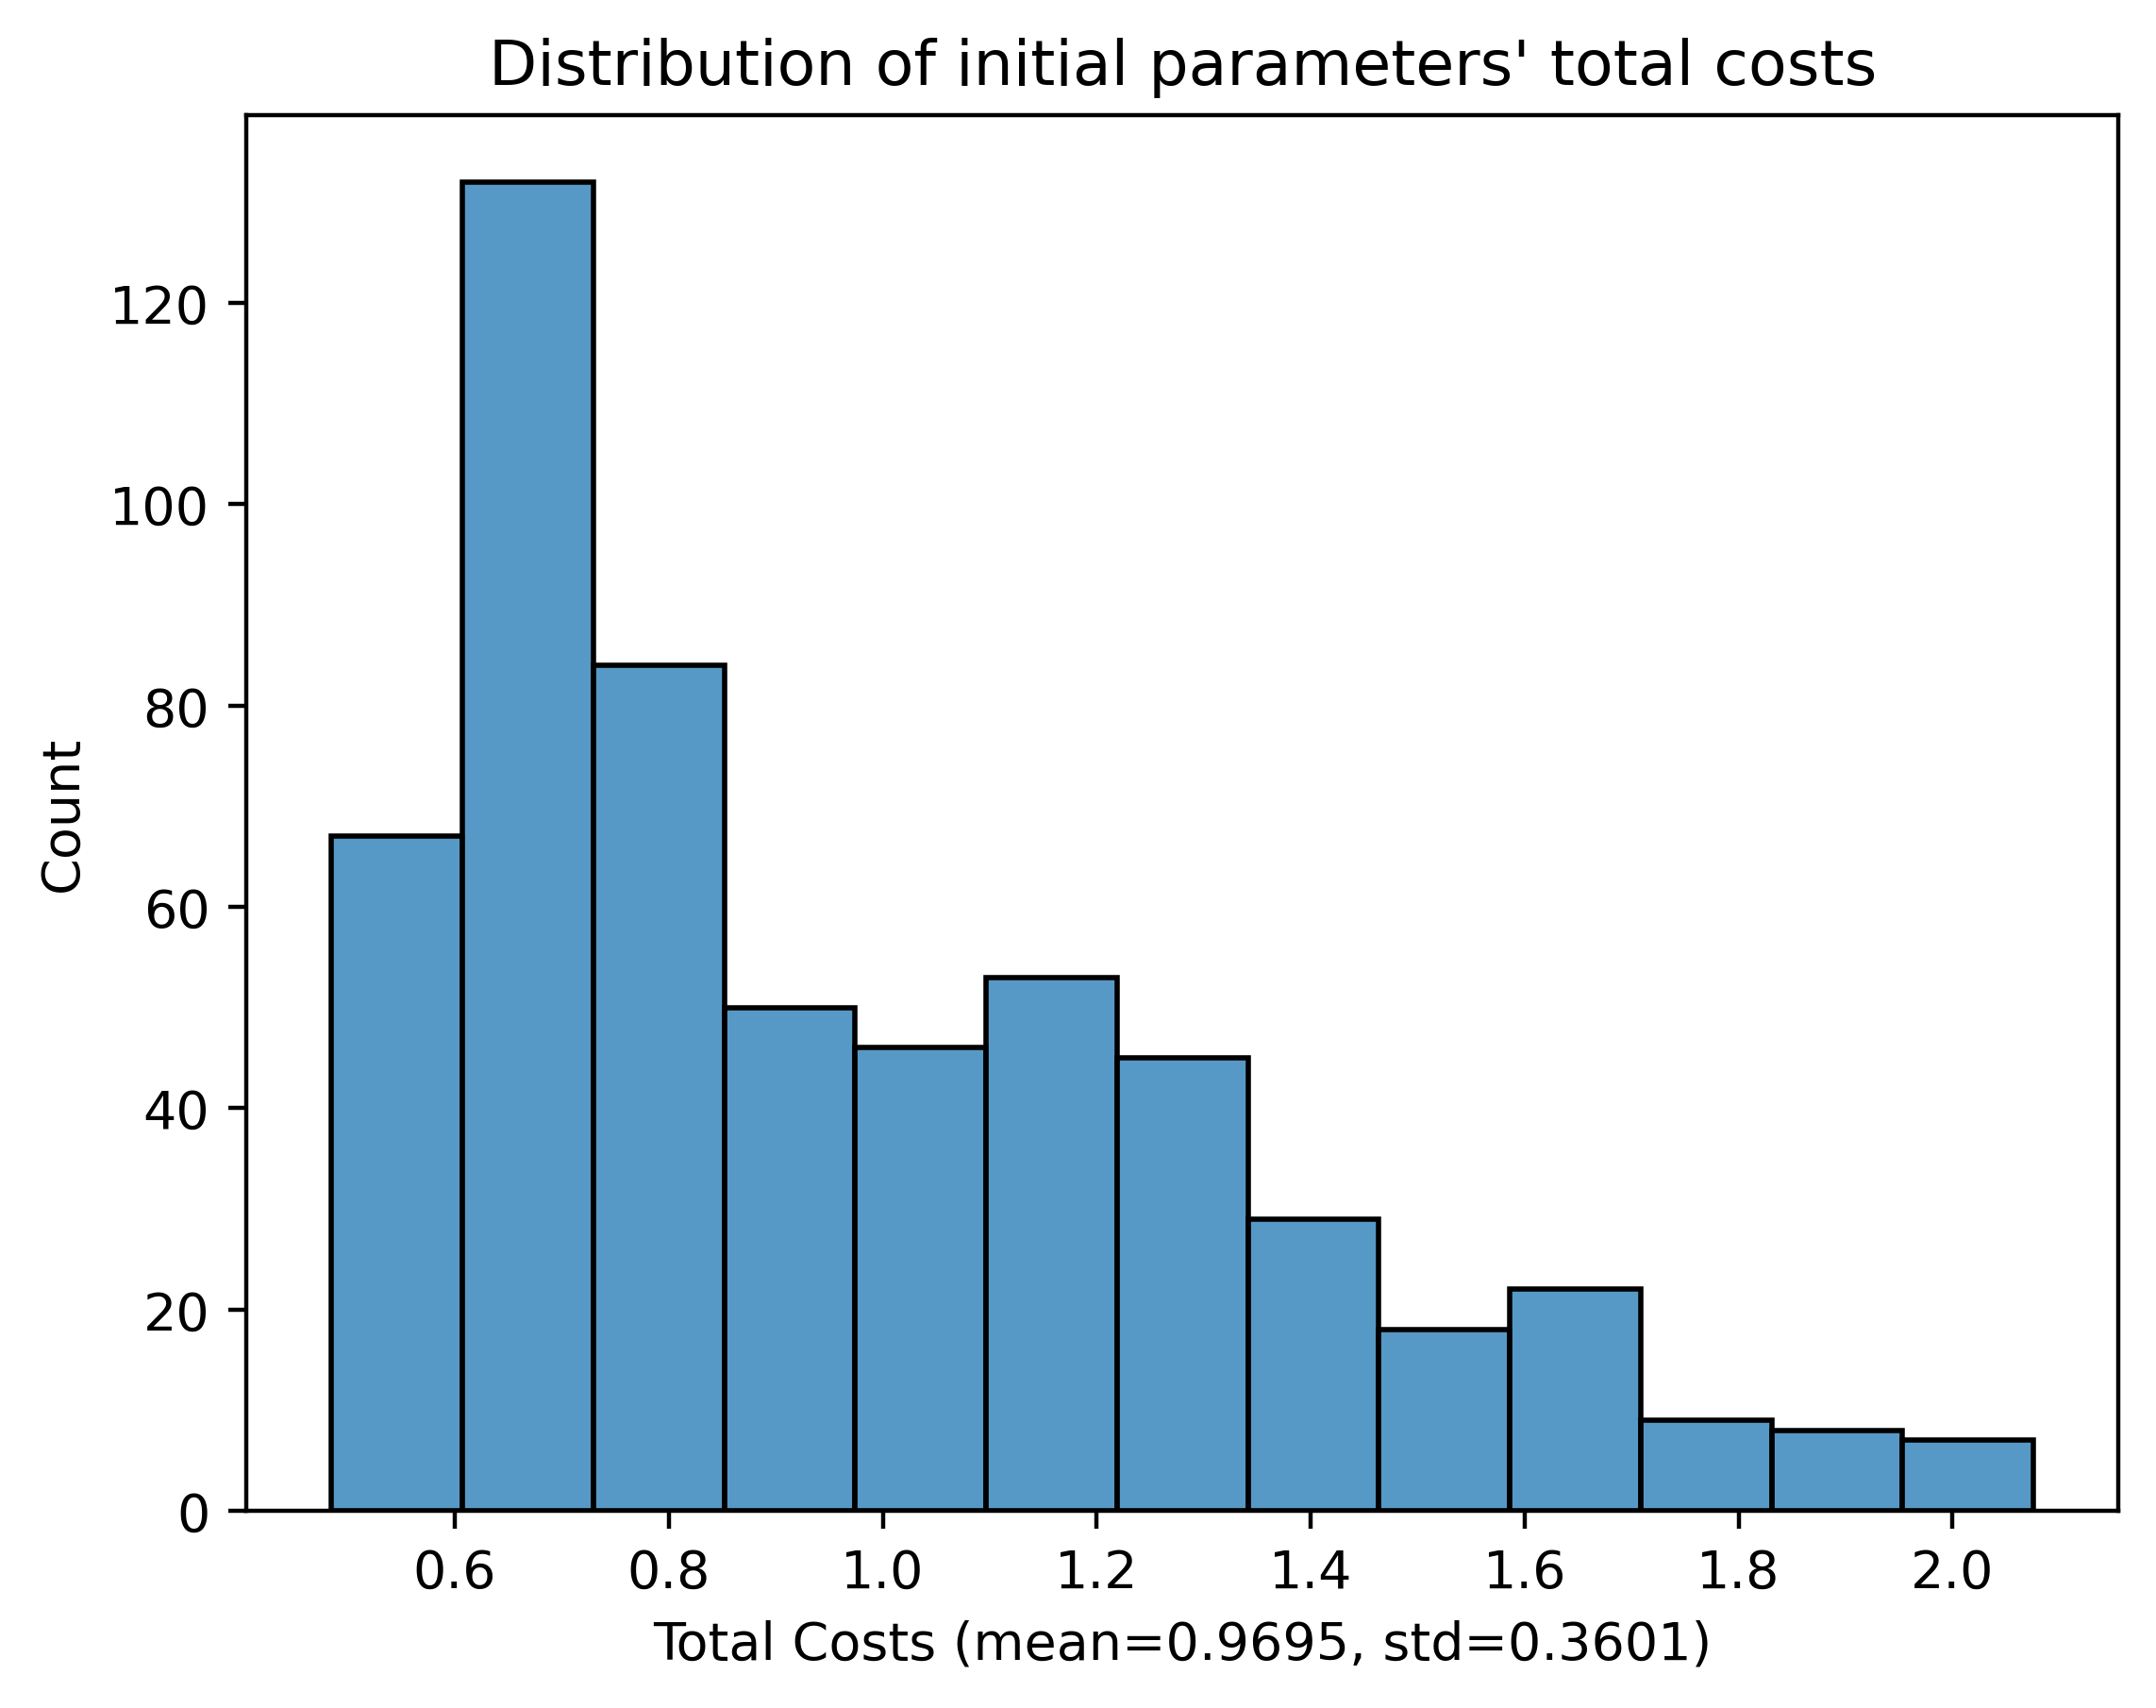 Distribution of initial parameters' total costs
120
100
80
60
40
20
0
Count
0.6 0.8 1.0 1.2 1.4 1.6 1.8 2.0
Total Costs (mean=0.9695, std=0.3601)